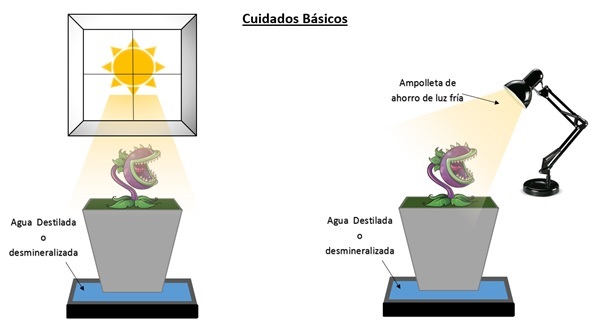 Cuidados Básicos
Ampolleta de
ahorro de luz fría
Agua Destilada
o
desmineralizada
Agua Destilada
o
desmineralizada